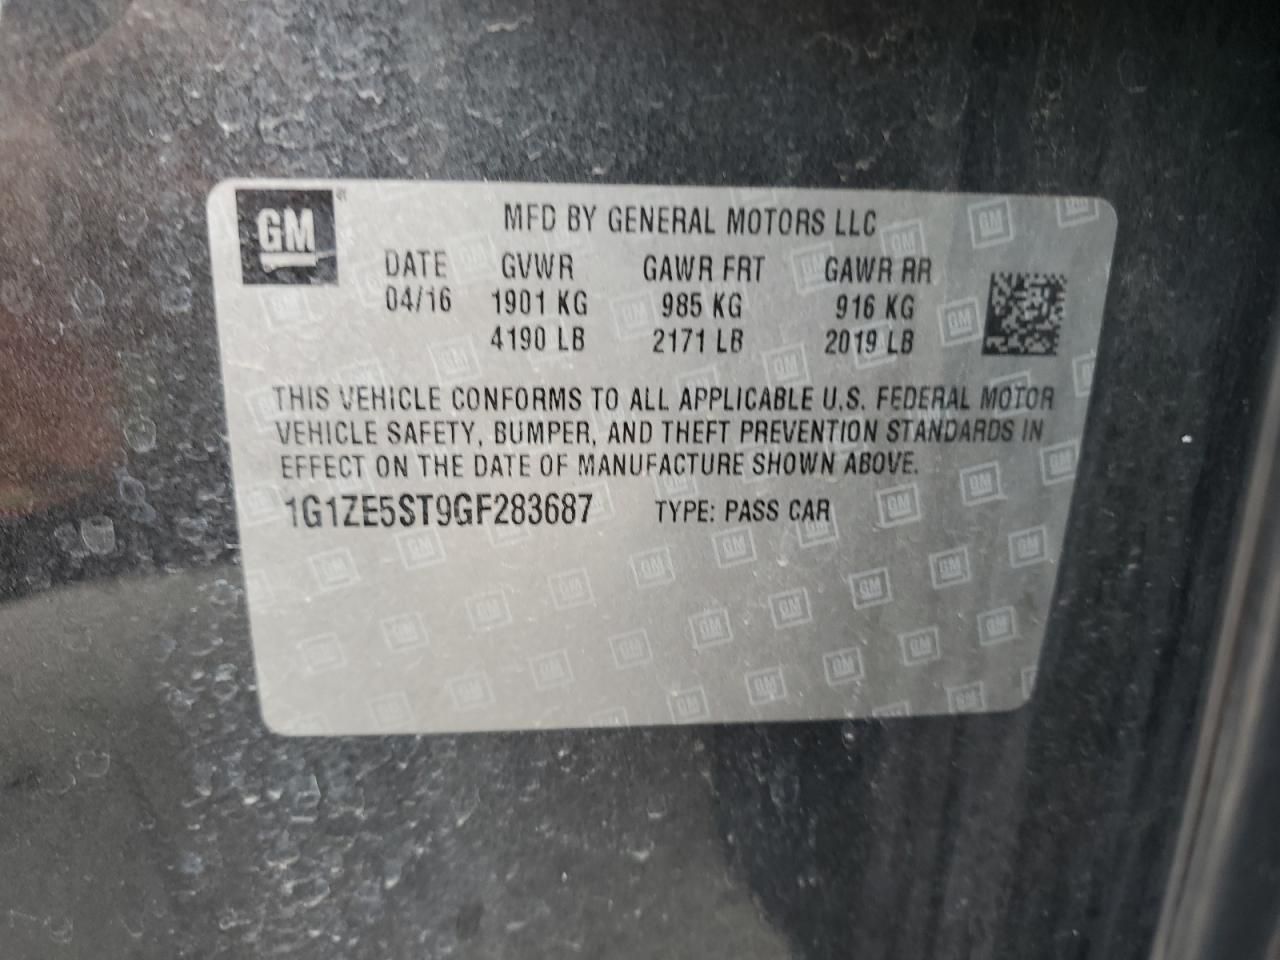 GM
MFD BY GENERAL MOTORS LLC
DATE GVWR GAWR FRT GAWR RR
04/16 1901 KG 985 KG 916 KG
4190 LB 2171 LB 2019 LB
THIS VEHICLE CONFORMS TO ALL APPLICABLE U.S. FEDERAL MOTOR
VEHICLE SAFETY, BUMPER, AND THEFT PREVENTION STANDARDS IN
EFFECT ON THE DATE OF MANUFACTURE SHOWN ABOVE.
1G1ZE5ST9GF283687 TYPE: PASS CAR